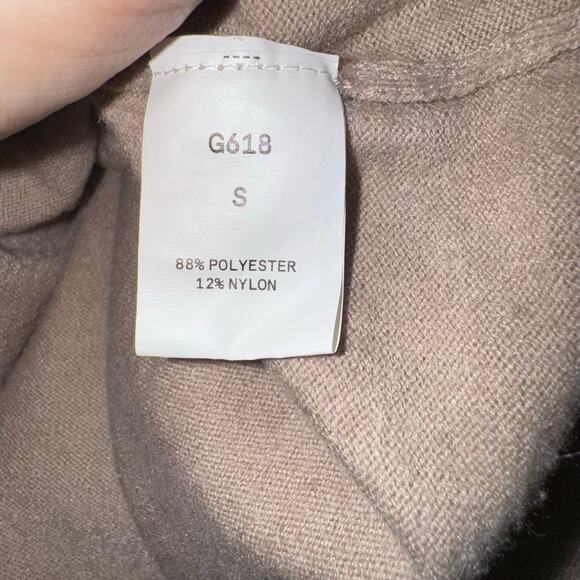 G618
S
88% POLYESTER
12% NYLON